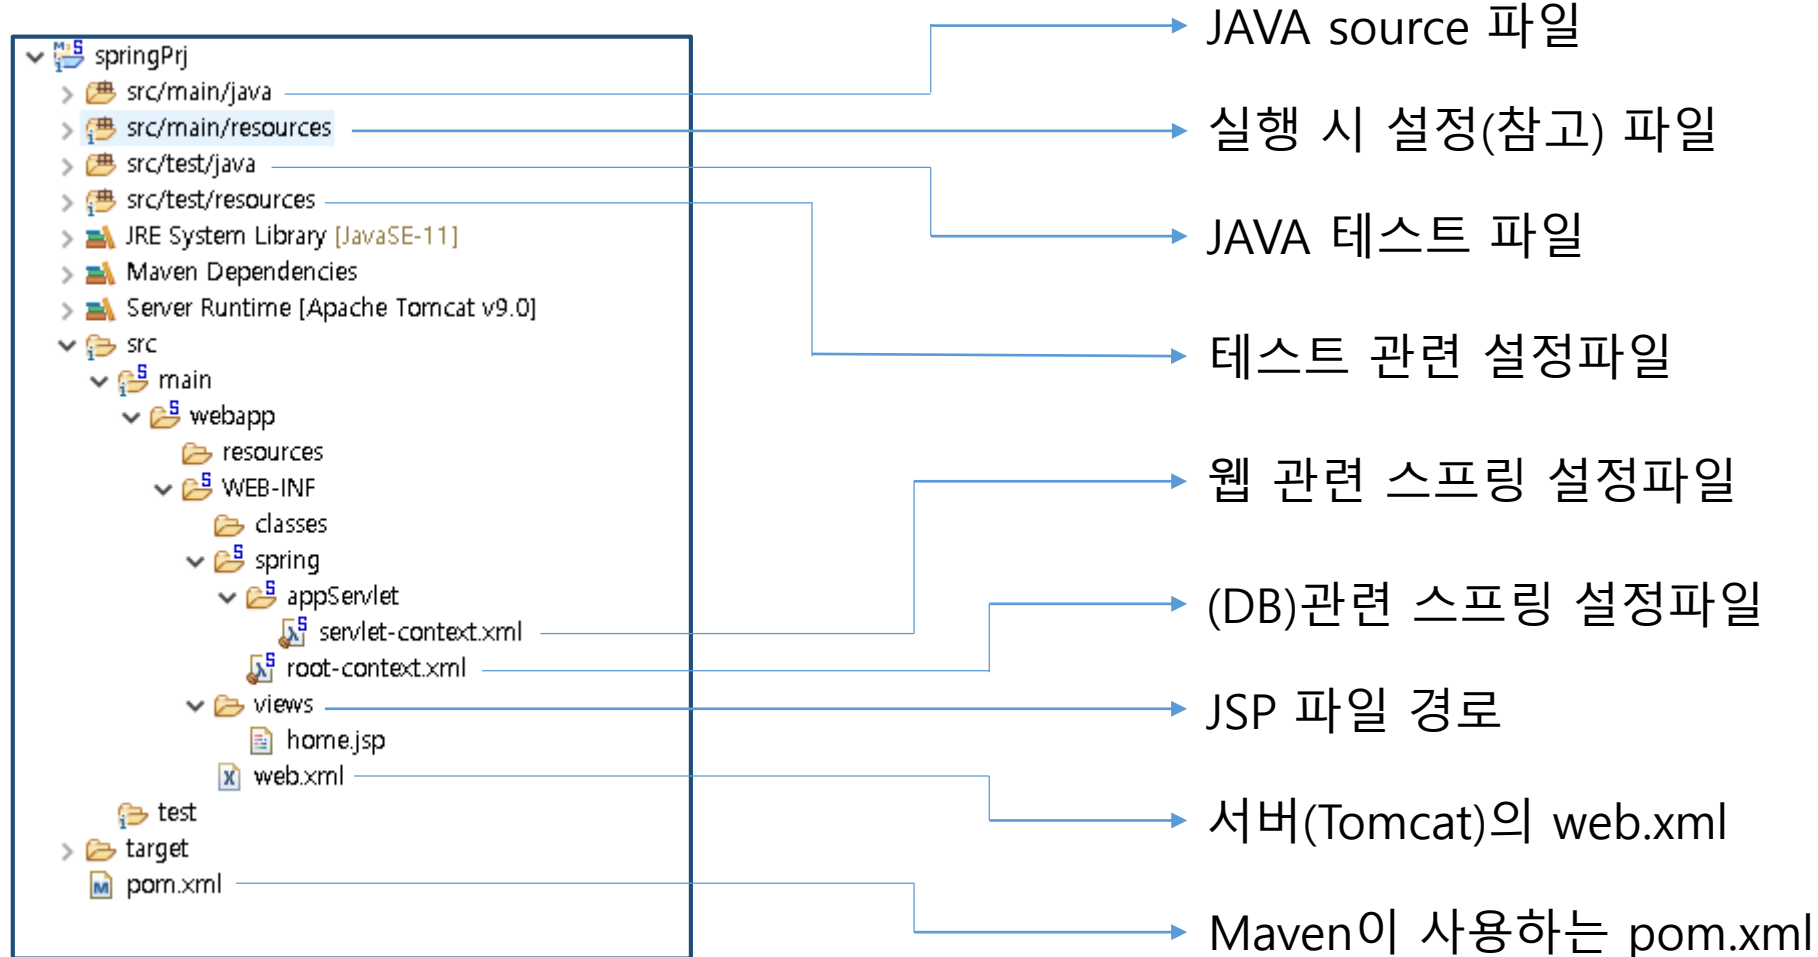 springPrj
src/main/java
src/main/resources
src/test/java
src/test/resources
JRE System Library [JavaSE-11]
Maven Dependencies
Server Runtime [Apache Tomcat v9.0]
src
main
webapp
resources
WEB-INF
classes
spring
appServlet
servlet-context.xml
root-context.xml
views
home.jsp
web.xml
test
target
pom.xml
JAVA source 파일
실행 시 설정(참고) 파일
JAVA 테스트 파일
테스트 관련 설정파일
웹 관련 스프링 설정파일
(DB)관련 스프링 설정파일
JSP 파일 경로
서버(Tomcat)의 web.xml
Maven이 사용하는 pom.xml